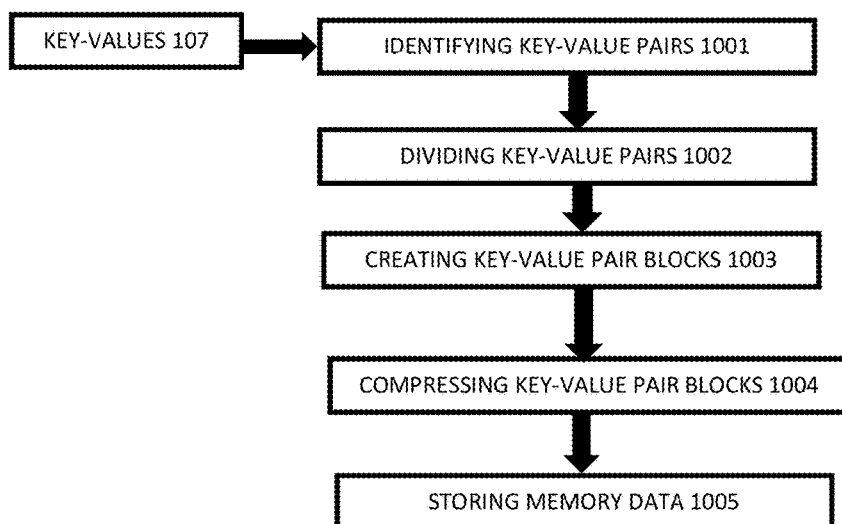 KEY-VALUES 107
IDENTIFYING KEY-VALUE PAIRS 1001
DIVIDING KEY-VALUE PAIRS 1002
CREATING KEY-VALUE PAIR BLOCKS 1003
COMPRESSING KEY-VALUE PAIR BLOCKS 1004
STORING MEMORY DATA 1005